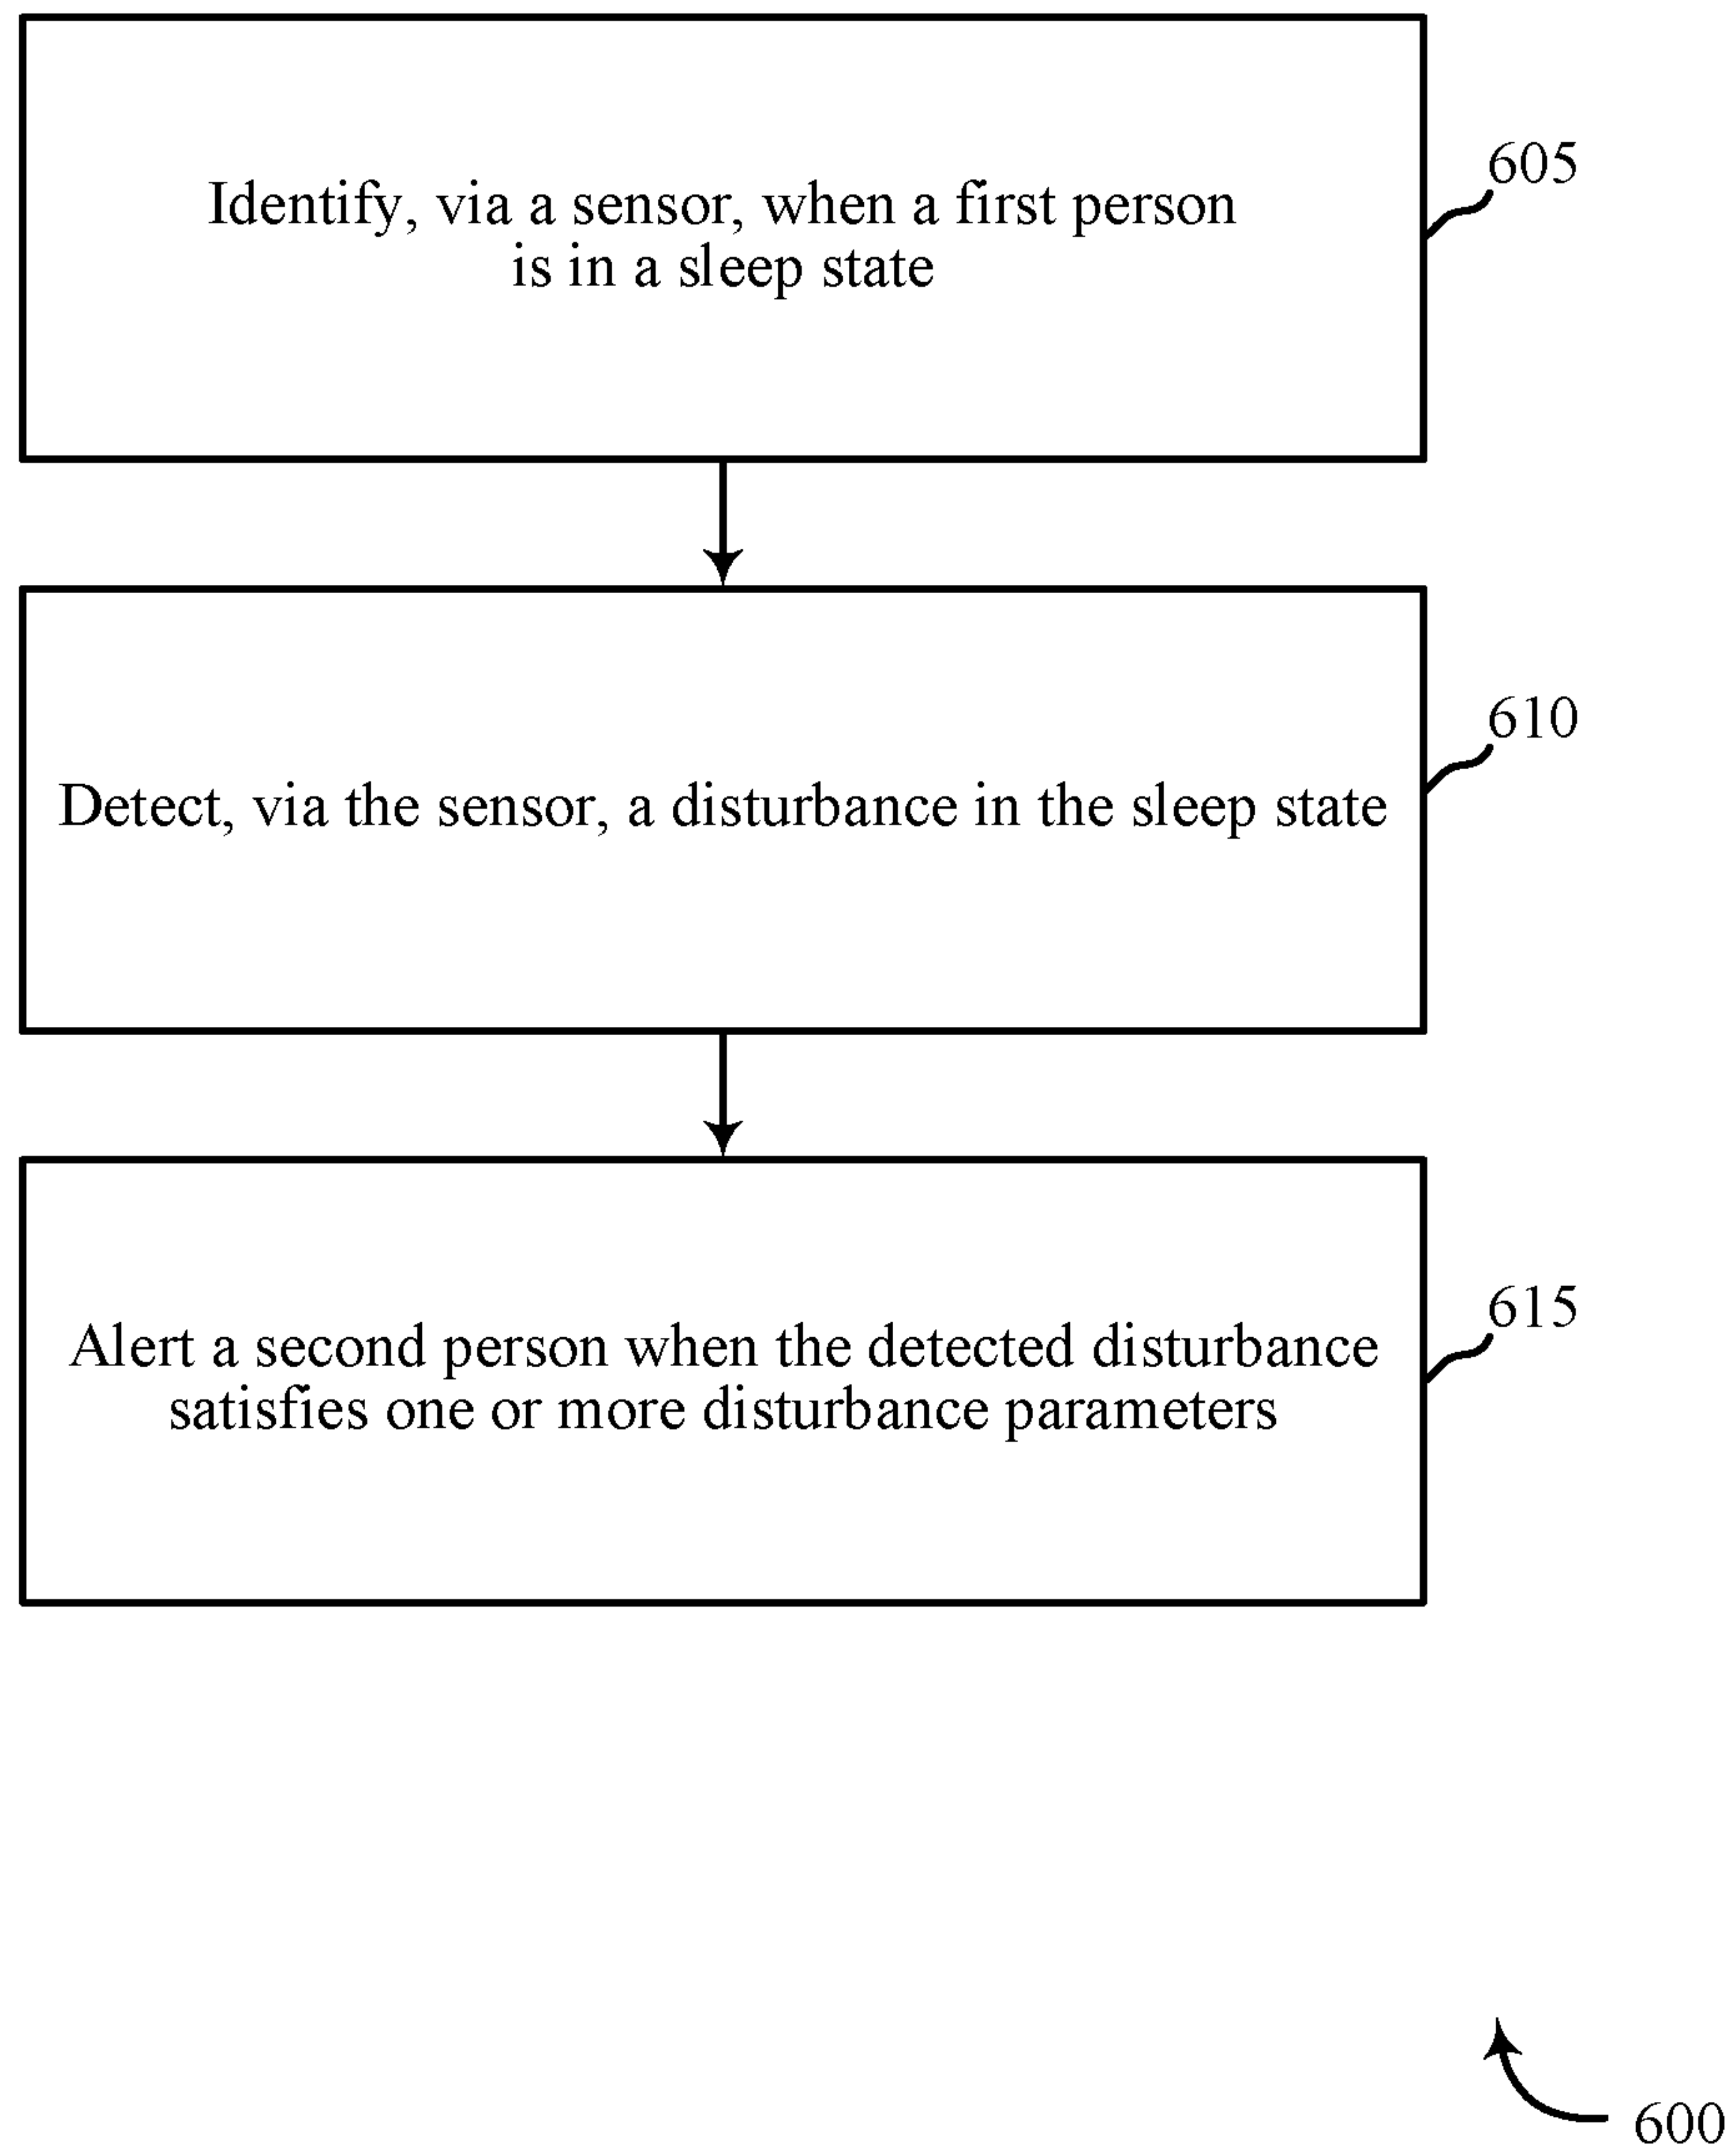 Identify, via a sensor, when a first person
is in a sleep state
605
Detect, via the sensor, a disturbance in the sleep state
610
Alert a second person when the detected disturbance
satisfies one or more disturbance parameters
615
600